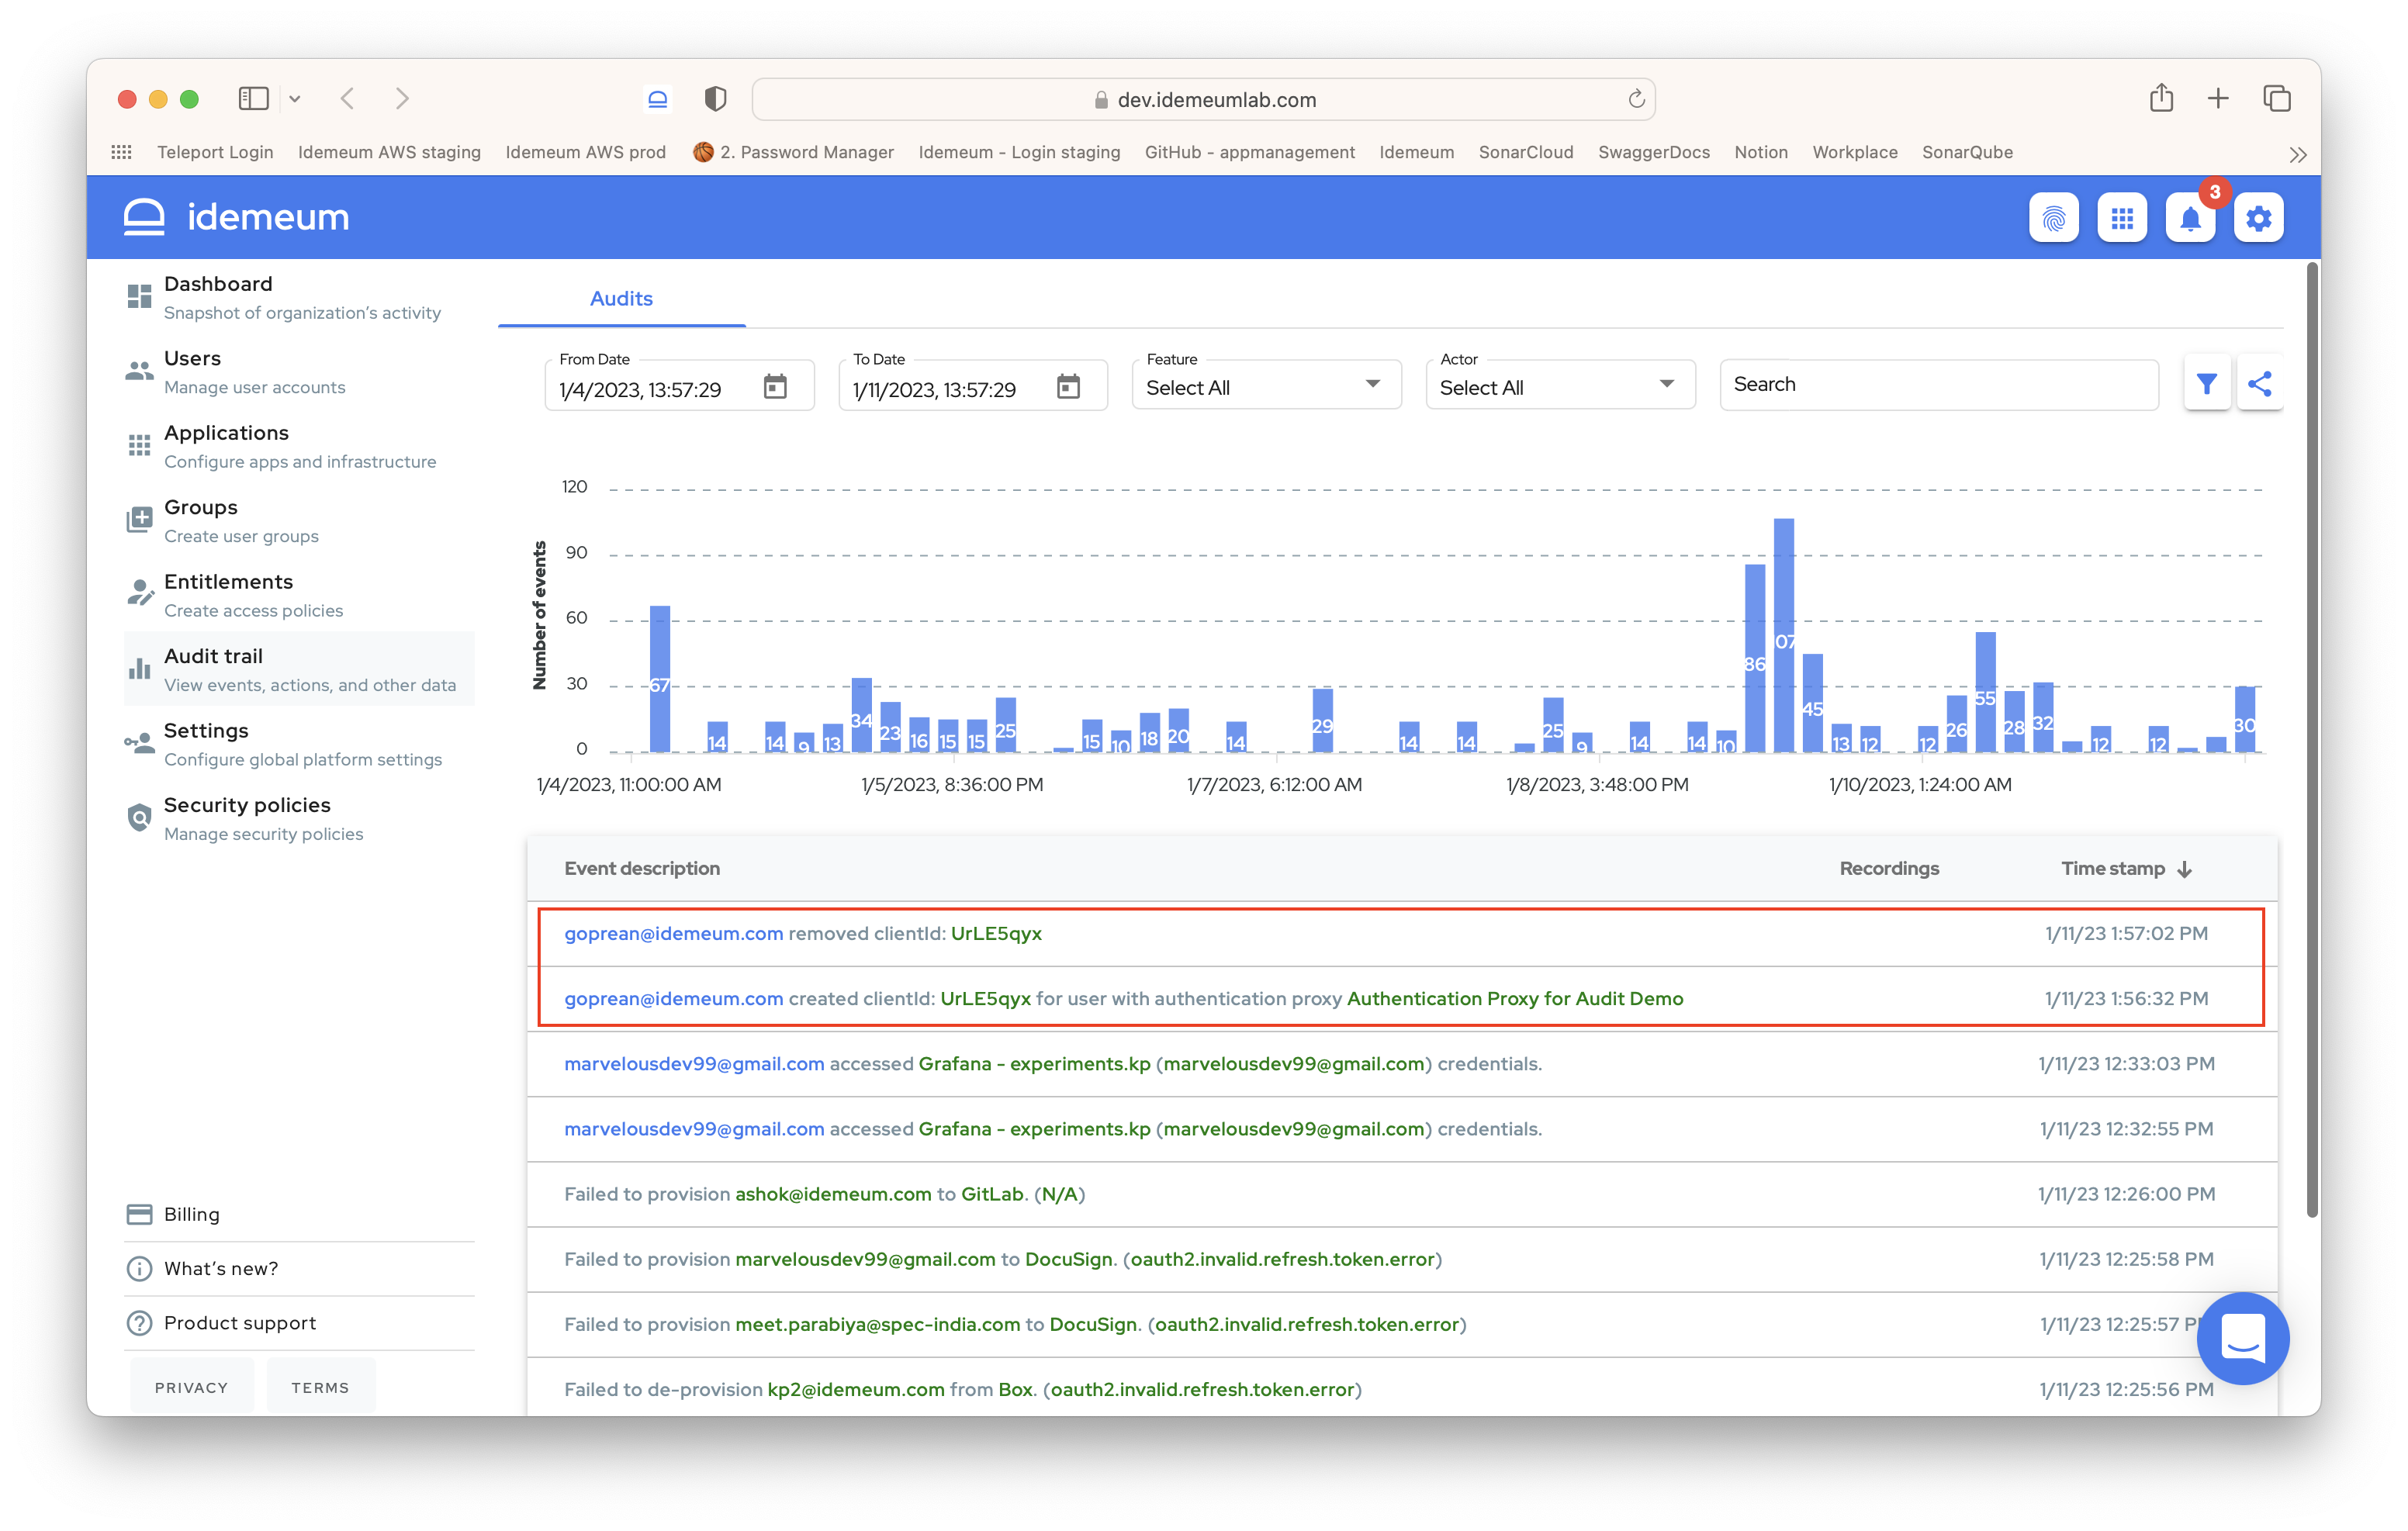 dev.idemeumlab.com
Teleport Login Idemeum AWS staging Idemeum AWS prod 2. Password Manager Idemeum - Login staging GitHub - appmanagement Idemeum SonarCloud SwaggerDocs Notion Workplace SonarQube
idemeum
3
Dashboard
Snapshot of organization's activity
Users
Manage user accounts
Applications
Configure apps and infrastructure
Groups
Create user groups
Entitlements
Create access policies
Audit trail
View events, actions, and other data
Settings
Configure global platform settings
Security policies
Manage security policies
Billing
What's new?
Product support
PRIVACY TERMS
Audits
From Date
1/4/2023, 13:57:29
To Date
1/11/2023, 13:57:29
Feature
Select All
Actor
Select All
Search
Number of events
120
90
60
30
0
67 14 14 9 13 34 23 16 15 15 25 15 10 18 20 14 29 14 14 25 9 14 14 10 86 07 45 13 12 12 26 55 28 32 12 12 30
1/4/2023, 11:00:00 AM 1/5/2023, 8:36:00 PM 1/7/2023, 6:12:00 AM 1/8/2023, 3:48:00 PM 1/10/2023, 1:24:00 AM
Event description Recordings Time stamp
goprean@idemeum.com removed clientId: UrLE5qyx 1/11/23 1:57:02 PM
goprean@idemeum.com created clientId: UrLE5qyx for user with authentication proxy Authentication Proxy for Audit Demo 1/11/23 1:56:32 PM
marvelousdev99@gmail.com accessed Grafana - experiments.kp (marvelousdev99@gmail.com) credentials. 1/11/23 12:33:03 PM
marvelousdev99@gmail.com accessed Grafana - experiments.kp (marvelousdev99@gmail.com) credentials. 1/11/23 12:32:55 PM
Failed to provision ashok@idemeum.com to GitLab. (N/A) 1/11/23 12:26:00 PM
Failed to provision marvelousdev99@gmail.com to DocuSign. (oauth2.invalid.refresh.token.error) 1/11/23 12:25:58 PM
Failed to provision meet.parabiya@spec-india.com to DocuSign. (oauth2.invalid.refresh.token.error) 1/11/23 12:25:57 P
Failed to de-provision kp2@idemeum.com from Box. (oauth2.invalid.refresh.token.error) 1/11/23 12:25:56 PM